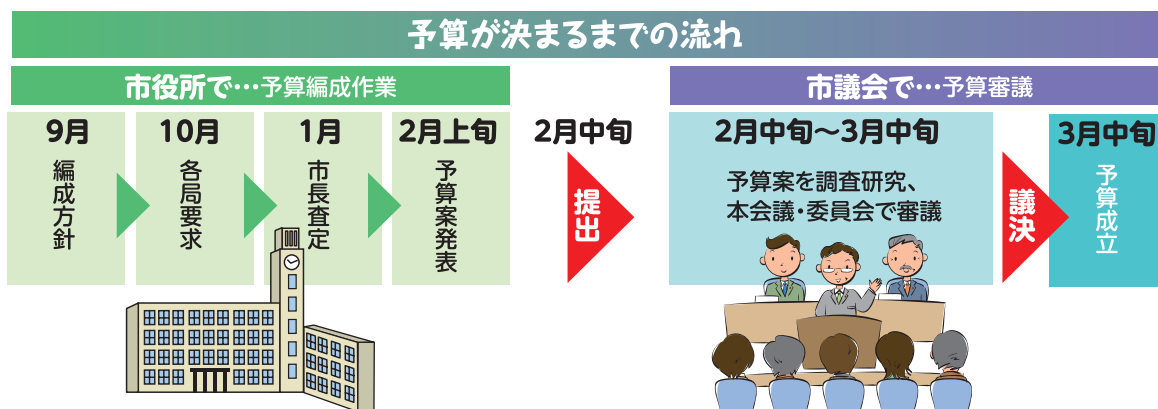 予算が決まるまでの流れ
市役所で…予算編成作業
9月
編成方針
10月
各局要求
1月
市長査定
2月上旬
予算案発表
2月中旬
提出
市議会で…予算審議
2月中旬～3月中旬
予算案を調査研究、
本会議・委員会で審議
議決
3月中旬
予算成立